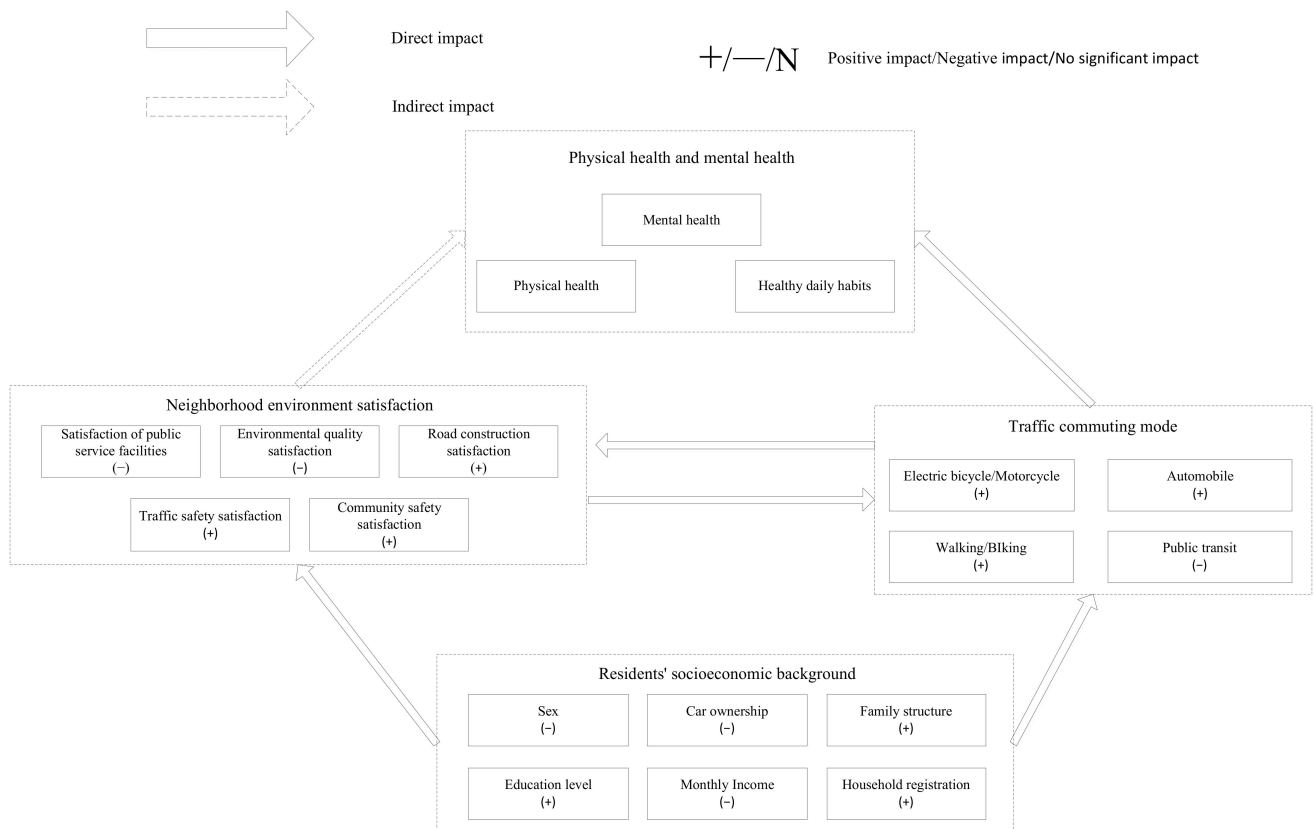 Direct impact
+/—/N Positive impact/Negative impact/No significant impact
Indirect impact
Physical health and mental health
Mental health
Physical health
Healthy daily habits
Neighborhood environment satisfaction
Satisfaction of public
service facilities
(−)
Environmental quality
satisfaction
(−)
Road construction
satisfaction
(+)
Traffic safety satisfaction
(+)
Community safety
satisfaction
(+)
Traffic commuting mode
Electric bicycle/Motorcycle
(+)
Automobile
(+)
Walking/BIking
(+)
Public transit
(−)
Residents' socioeconomic background
Sex
(−)
Car ownership
(−)
Family structure
(+)
Education level
(+)
Monthly Income
(−)
Household registration
(+)